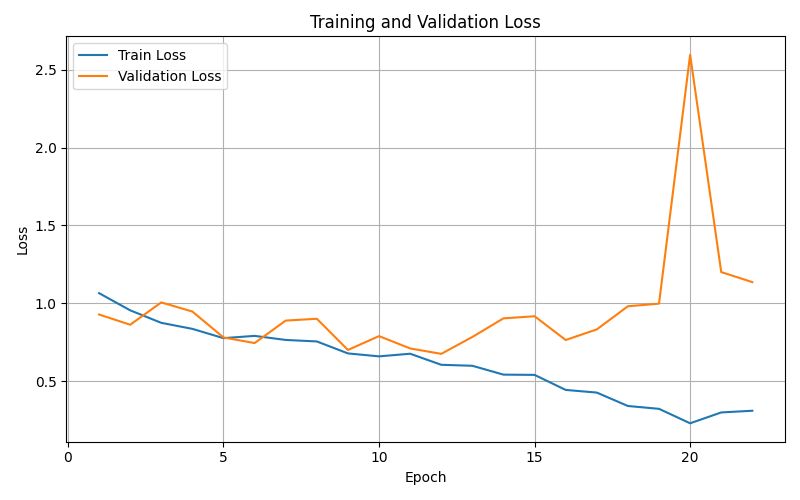 Training and Validation Loss
Train Loss
Validation Loss
2.5
2.0
1.5
1.0
0.5
Loss
0 5 10 15 20
Epoch